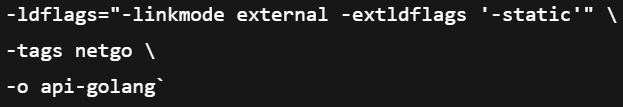 -ldflags="-linkmode external -extldflags '-static'" \
-tags netgo \
-o api-golang`